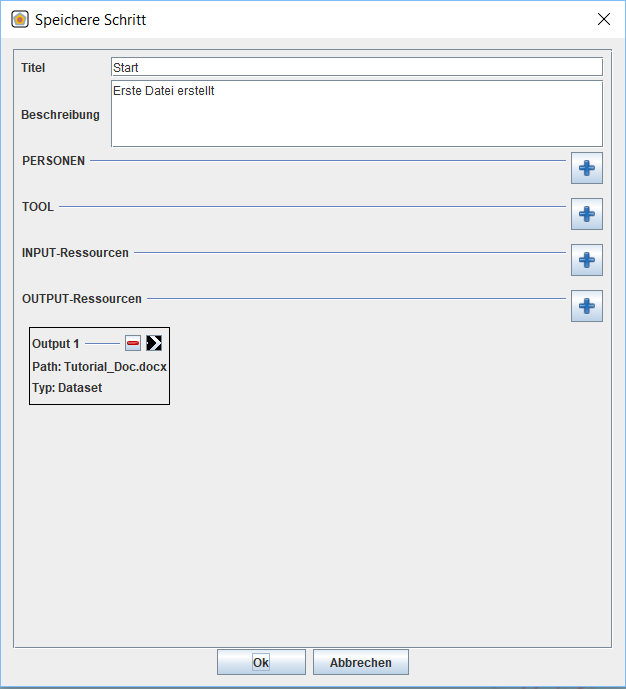 Speichere Schritt
Titel
Start
Beschreibung
Erste Datei erstellt
PERSONEN
TOOL
INPUT-Ressourcen
OUTPUT-Ressourcen
Output 1
Path: Tutorial_Doc.docx
Typ: Dataset
Ok
Abbrechen